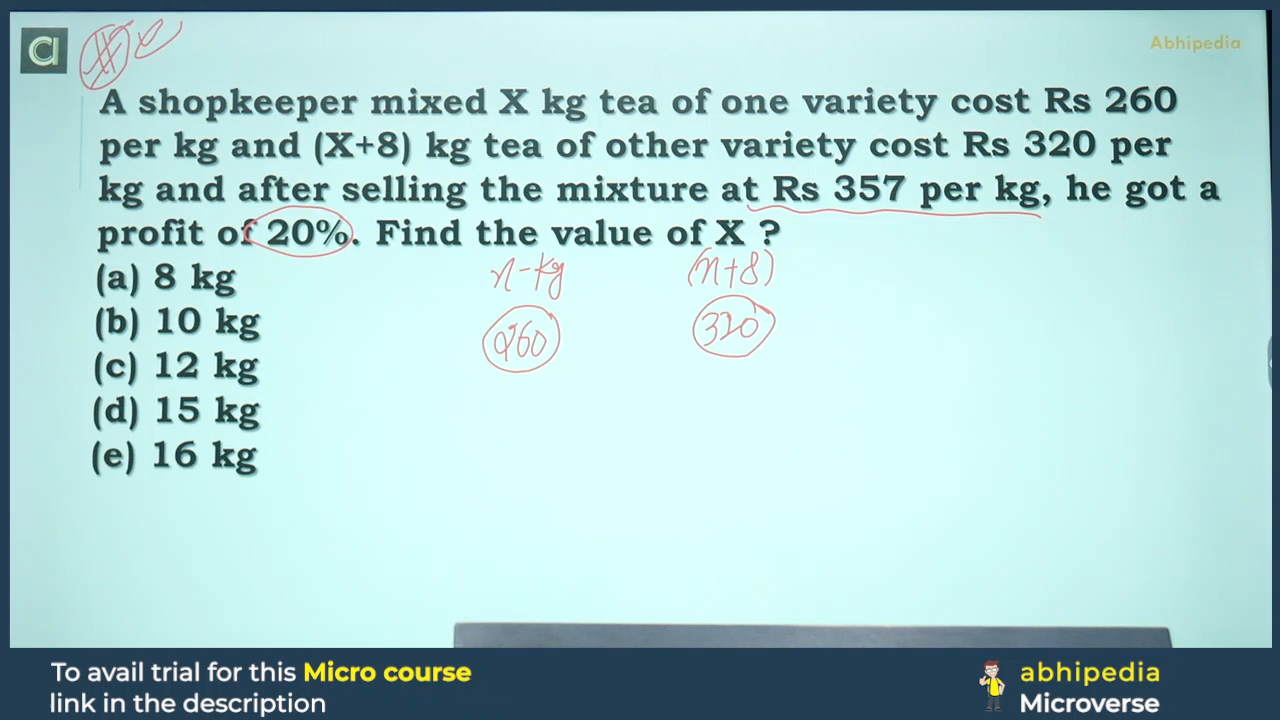 Abhipedia
A shopkeeper mixed X kg tea of one variety cost Rs 260
per kg and (X+8) kg tea of other variety cost Rs 320 per
kg and after selling the mixture at Rs 357 per kg, he got a
profit of 20%. Find the value of X ?
(a) 8 kg
(b) 10 kg
(c) 12 kg
(d) 15 kg
(e) 16 kg
x-kg (x+8)
260 320
To avail trial for this Micro course
link in the description
abhipedia
Microverse